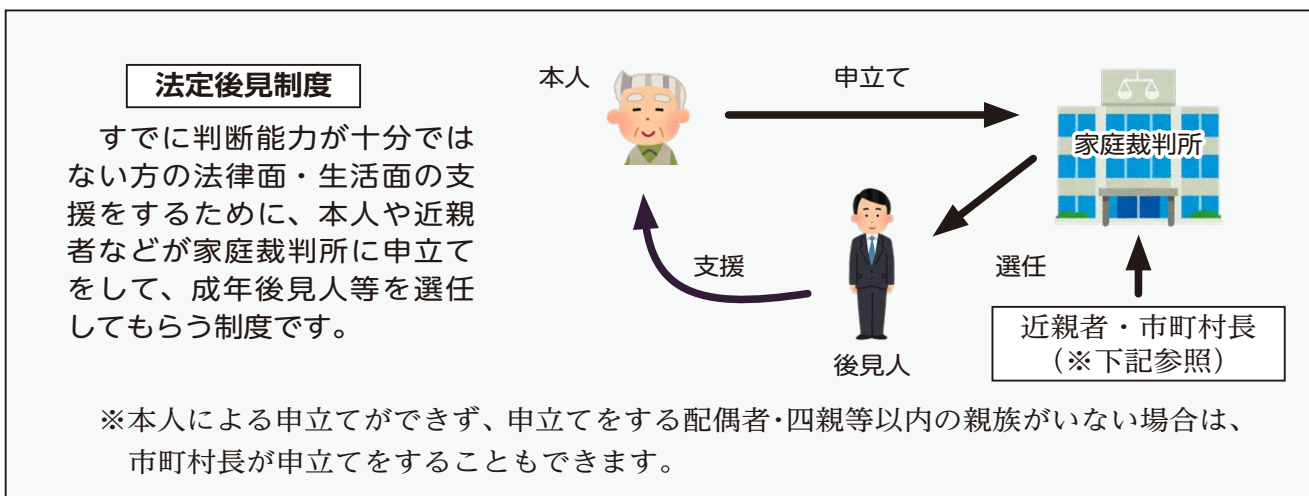 法定後見制度
すでに判断能力が十分では
ない方の法律面・生活面の支
援をするために、本人や近親
者などが家庭裁判所に申立て
をして、成年後見人等を選任
してもらう制度です。
本人
申立て
家庭裁判所
支援
選任
後見人
近親者・市町村長
(※下記参照)
※本人による申立てができず、申立てをする配偶者・四親等以内の親族がいない場合は、
市町村長が申立てをすることもできます。